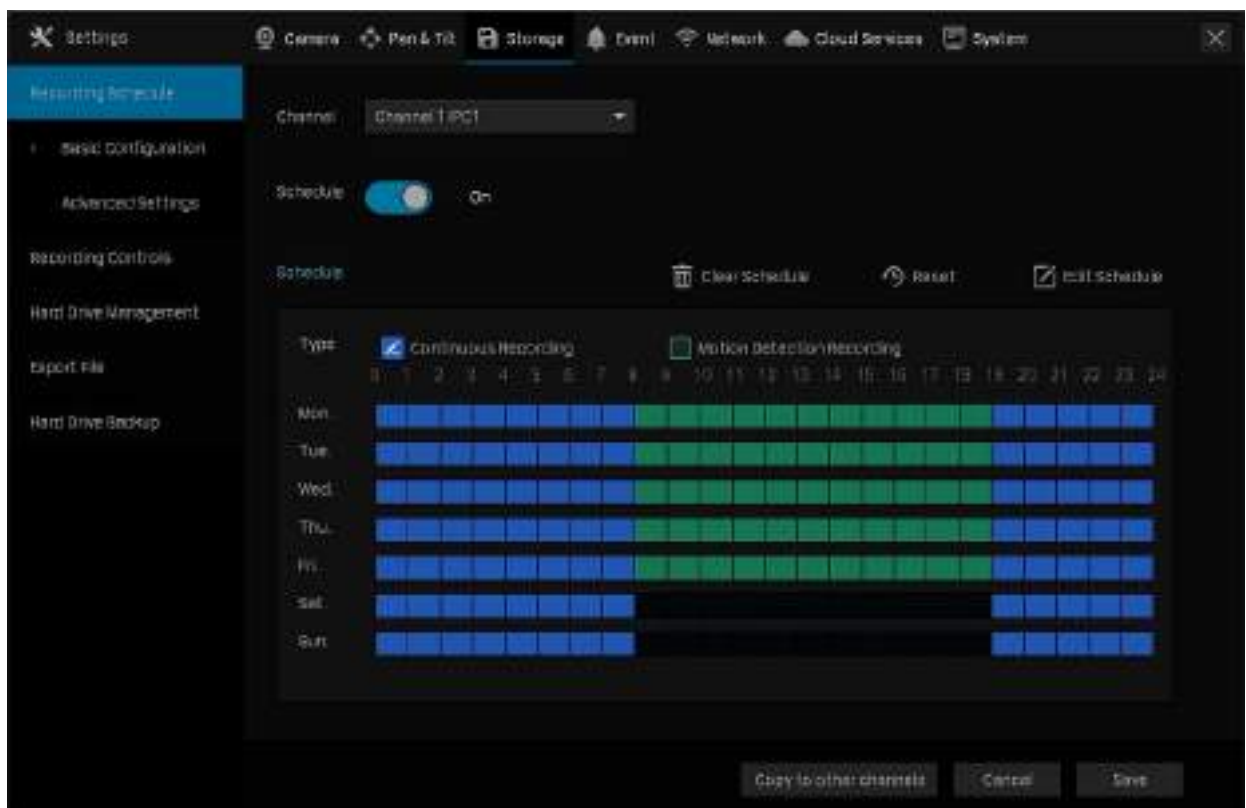 Settings
Camera Pan & Tilt Storage Event Network Cloud Services System
Recording Schedule
Basic Configuration
Advanced Settings
Recording Controls
Hard Drive Management
Export File
Hard Drive Backup
Channel Channel 1 IPC1
Schedule On
Schedule Clear Schedule Reset Edit Schedule
Type Continuous Recording Motion Detection Recording
0 1 2 3 4 5 6 7 8 9 10 11 12 13 14 15 16 17 18 19 20 21 22 23 24
Mon.
Tue.
Wed.
Thu.
Fri.
Sat.
Sun.
Copy to other channels Cancel Save